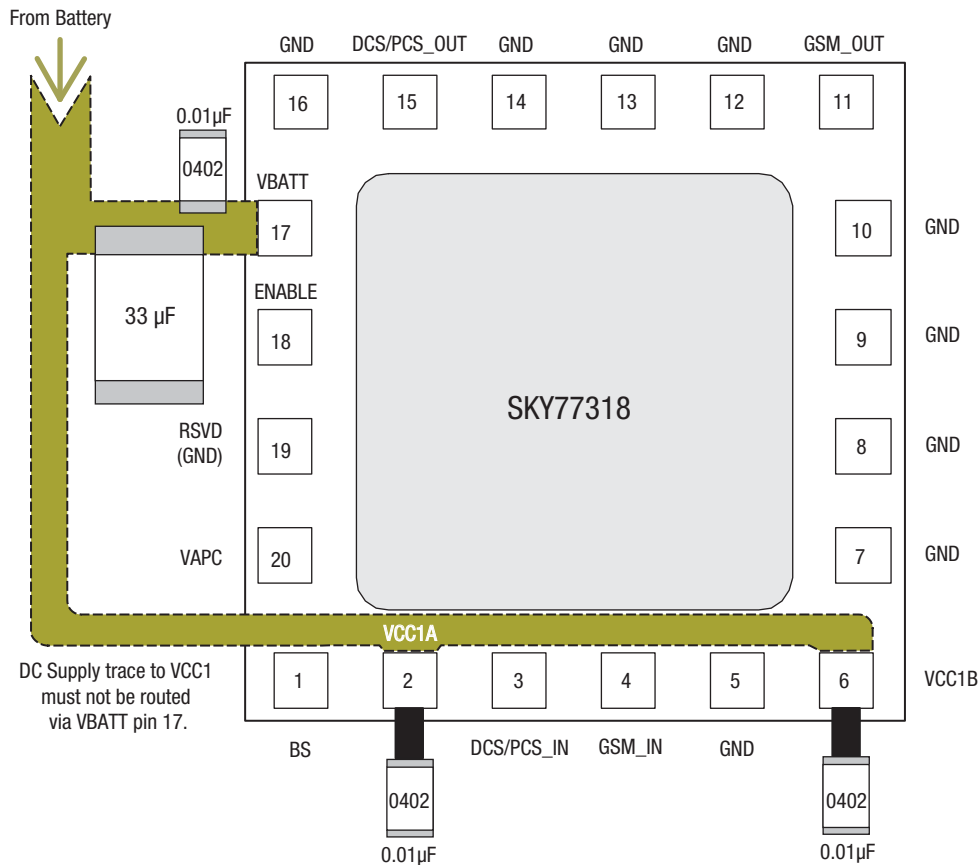 From Battery
GND
DCS/PCS_OUT
GND
GND
GND
GSM_OUT
16
15
14
13
12
11
0.01µF
0402
VBATT
17
10
GND
ENABLE
33 µF
18
9
GND
SKY77318
RSVD
(GND)
19
8
GND
VAPC
20
7
GND
VCC1A
DC Supply trace to VCC1
must not be routed
via VBATT pin 17.
1
2
3
4
5
6
VCC1B
BS
DCS/PCS_IN
GSM_IN
GND
0402
0402
0.01µF
0.01µF